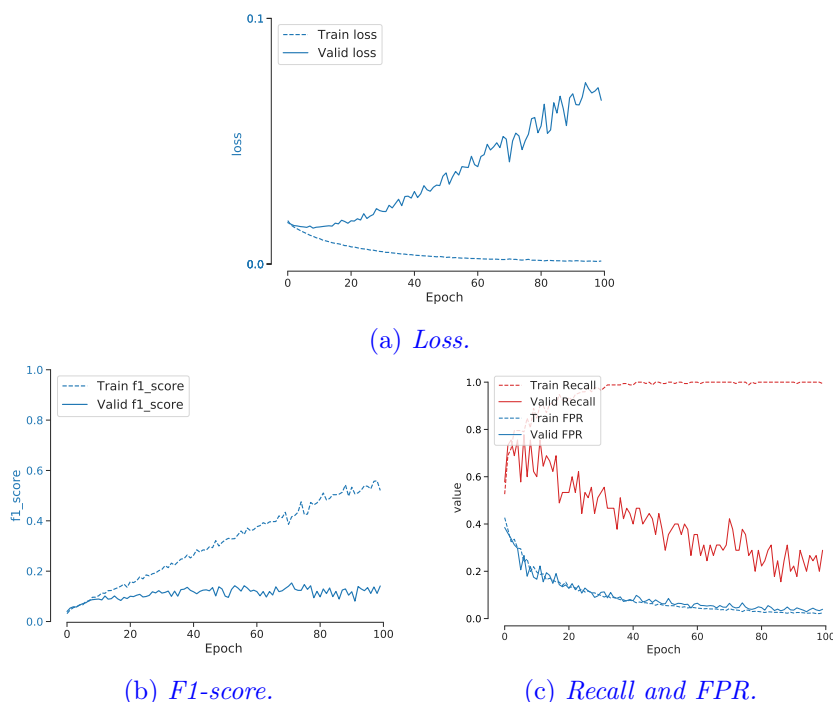 0.1
Train loss
Valid loss
loss
0.0
0 20 40 60 80 100
Epoch
(a) Loss.
1.0
Train f1_score
Valid f1_score
0.8
0.6
f1_score
0.4
0.2
0.0
0 20 40 60 80 100
Epoch
(b) F1-score.
1.0
Train Recall
Valid Recall
Train FPR
Valid FPR
0.8
0.6
value
0.4
0.2
0.0
0 20 40 60 80 100
Epoch
(c) Recall and FPR.